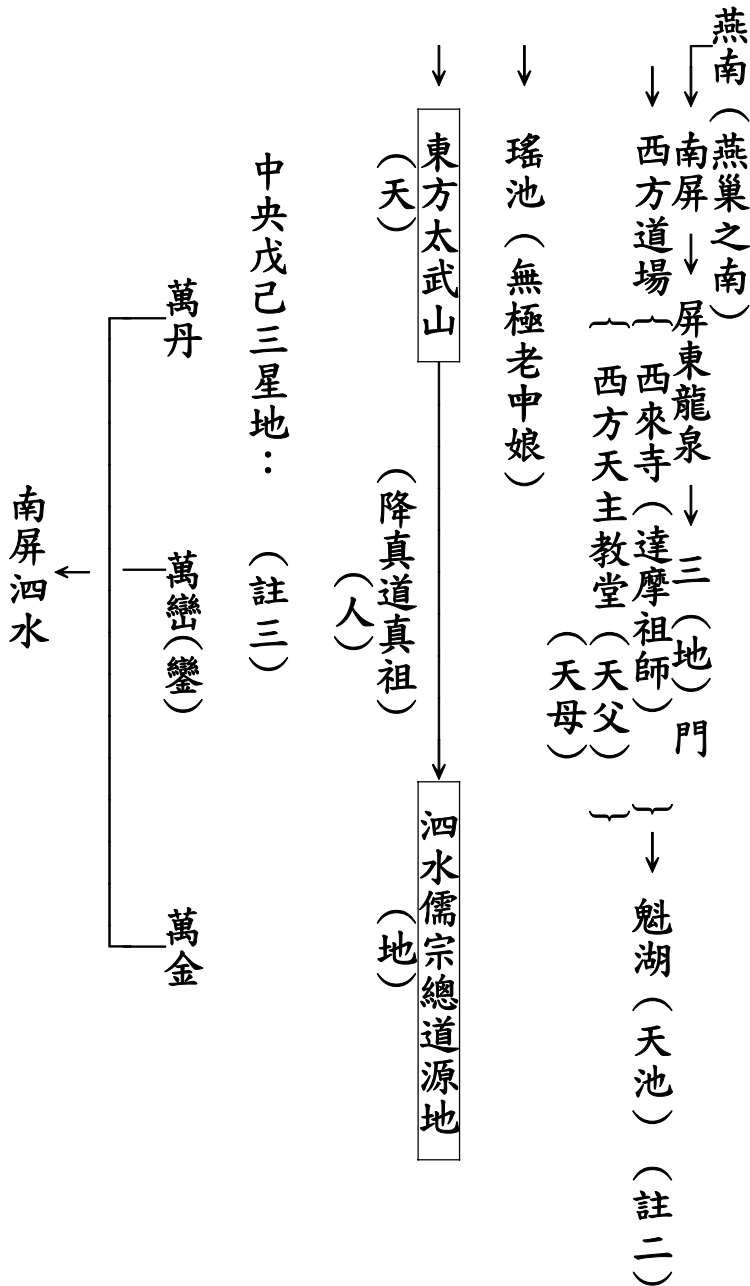 燕南（燕巢之南）
南屏→屏東龍泉→三（地）門
西方道場｛西來寺（達摩祖師）｝→魁湖（天池）（註二）
｛西方天主教堂（天父）｝
（天母）
瑤池（無極老中娘）
東方太武山→泗水儒宗總道源地
（天）（降真道真祖）（地）
（人）
中央戊己三星地：（註三）
萬丹 萬巒（鑾） 萬金
南屏泗水